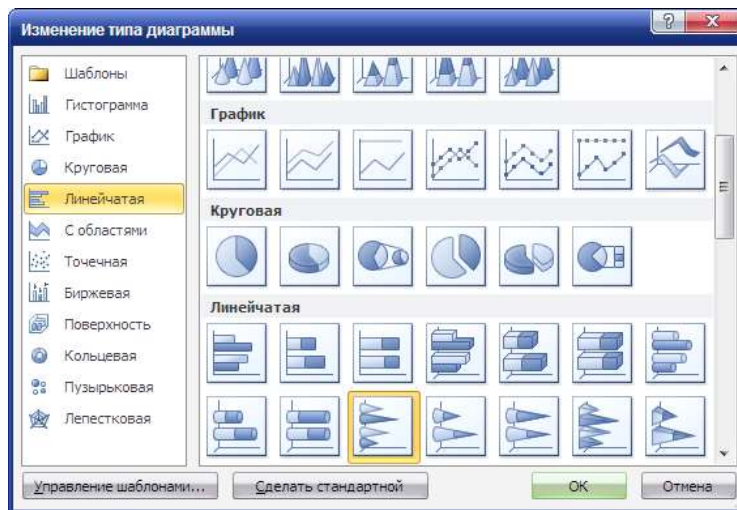 Изменение типа диаграммы
Шаблоны
Гистограмма
График
Круговая
Линейчатая
С областями
Точечная
Биржевая
Поверхность
Кольцевая
Пузырьковая
Лепестковая
График
Круговая
Линейчатая
Управление шаблонами...
Сделать стандартной
ОК
Отмена